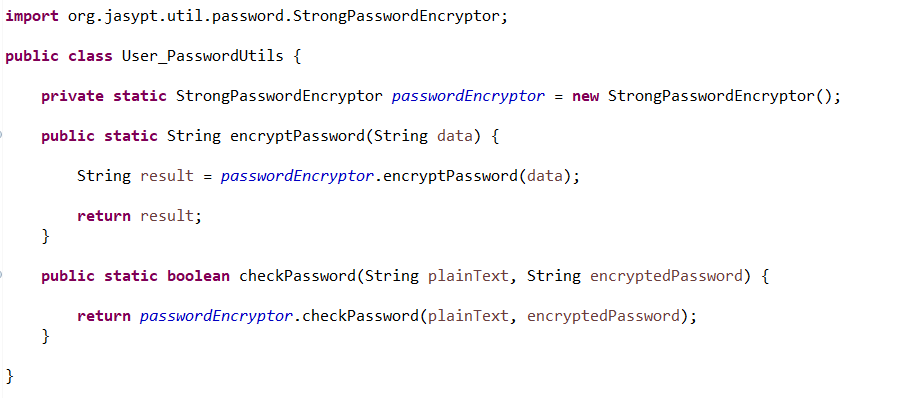 import org.jasypt.util.password.StrongPasswordEncryptor;
public class User_PasswordUtils {
private static StrongPasswordEncryptor passwordEncryptor = new StrongPasswordEncryptor();
public static String encryptPassword(String data) {
String result = passwordEncryptor.encryptPassword(data);
return result;
}
public static boolean checkPassword(String plainText, String encryptedPassword) {
return passwordEncryptor.checkPassword(plainText, encryptedPassword);
}
}